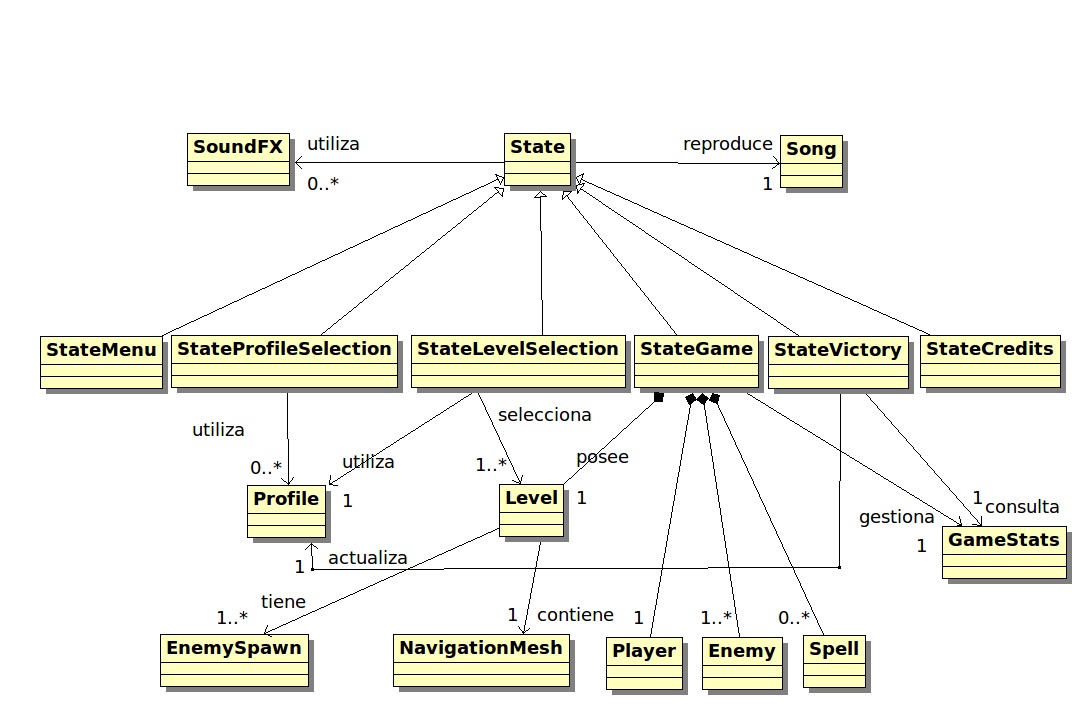 utiliza
reproduce
SoundFX
State
Song
0..*
1
StateMenu
StateProfileSelection
StateLevelSelection
StateGame
StateVictory
StateCredits
selecciona
utiliza
posee
utiliza
0..*
1..*
Profile
1
Level
1
1
consulta
gestiona
1
GameStats
actualiza
1
tiene
1..*
1
contiene
1
1..*
0..*
EnemySpawn
NavigationMesh
Player
Enemy
Spell